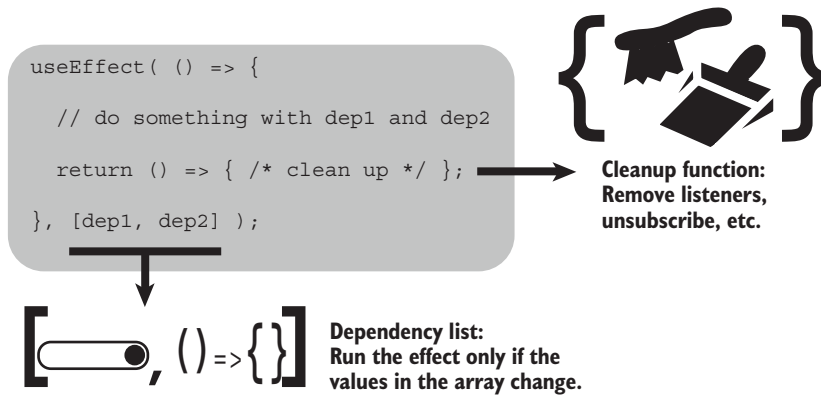 useEffect( () => {
// do something with dep1 and dep2
return () => { /* clean up */ };
}, [dep1, dep2] );
{ }
Cleanup function:
Remove listeners,
unsubscribe, etc.
[ , () => {} ]
Dependency list:
Run the effect only if the
values in the array change.